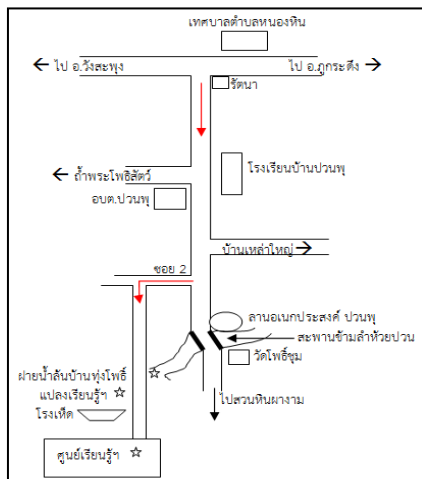 เทศบาลตำบลหนองหิน
ไป อ.วังสะพุง
ไป อ.ภูกระดึง
รัตนา
โรงเรียนบ้านปวนพุ
ถ้ำพระโพธิสัตว์
อบต.ปวนพุ
บ้านเหล่าใหญ่
ซอย 2
ลานอเนกประสงค์ ปวนพุ
สะพานข้ามลำห้วยปวน
วัดโพธิ์ชุม
ฝายน้ำล้นบ้านทุ่งโพธิ์
แปลงเรียนรู้ฯ
โรงเห็ด
ไปสวนหินผางาม
ศูนย์เรียนรู้ฯ